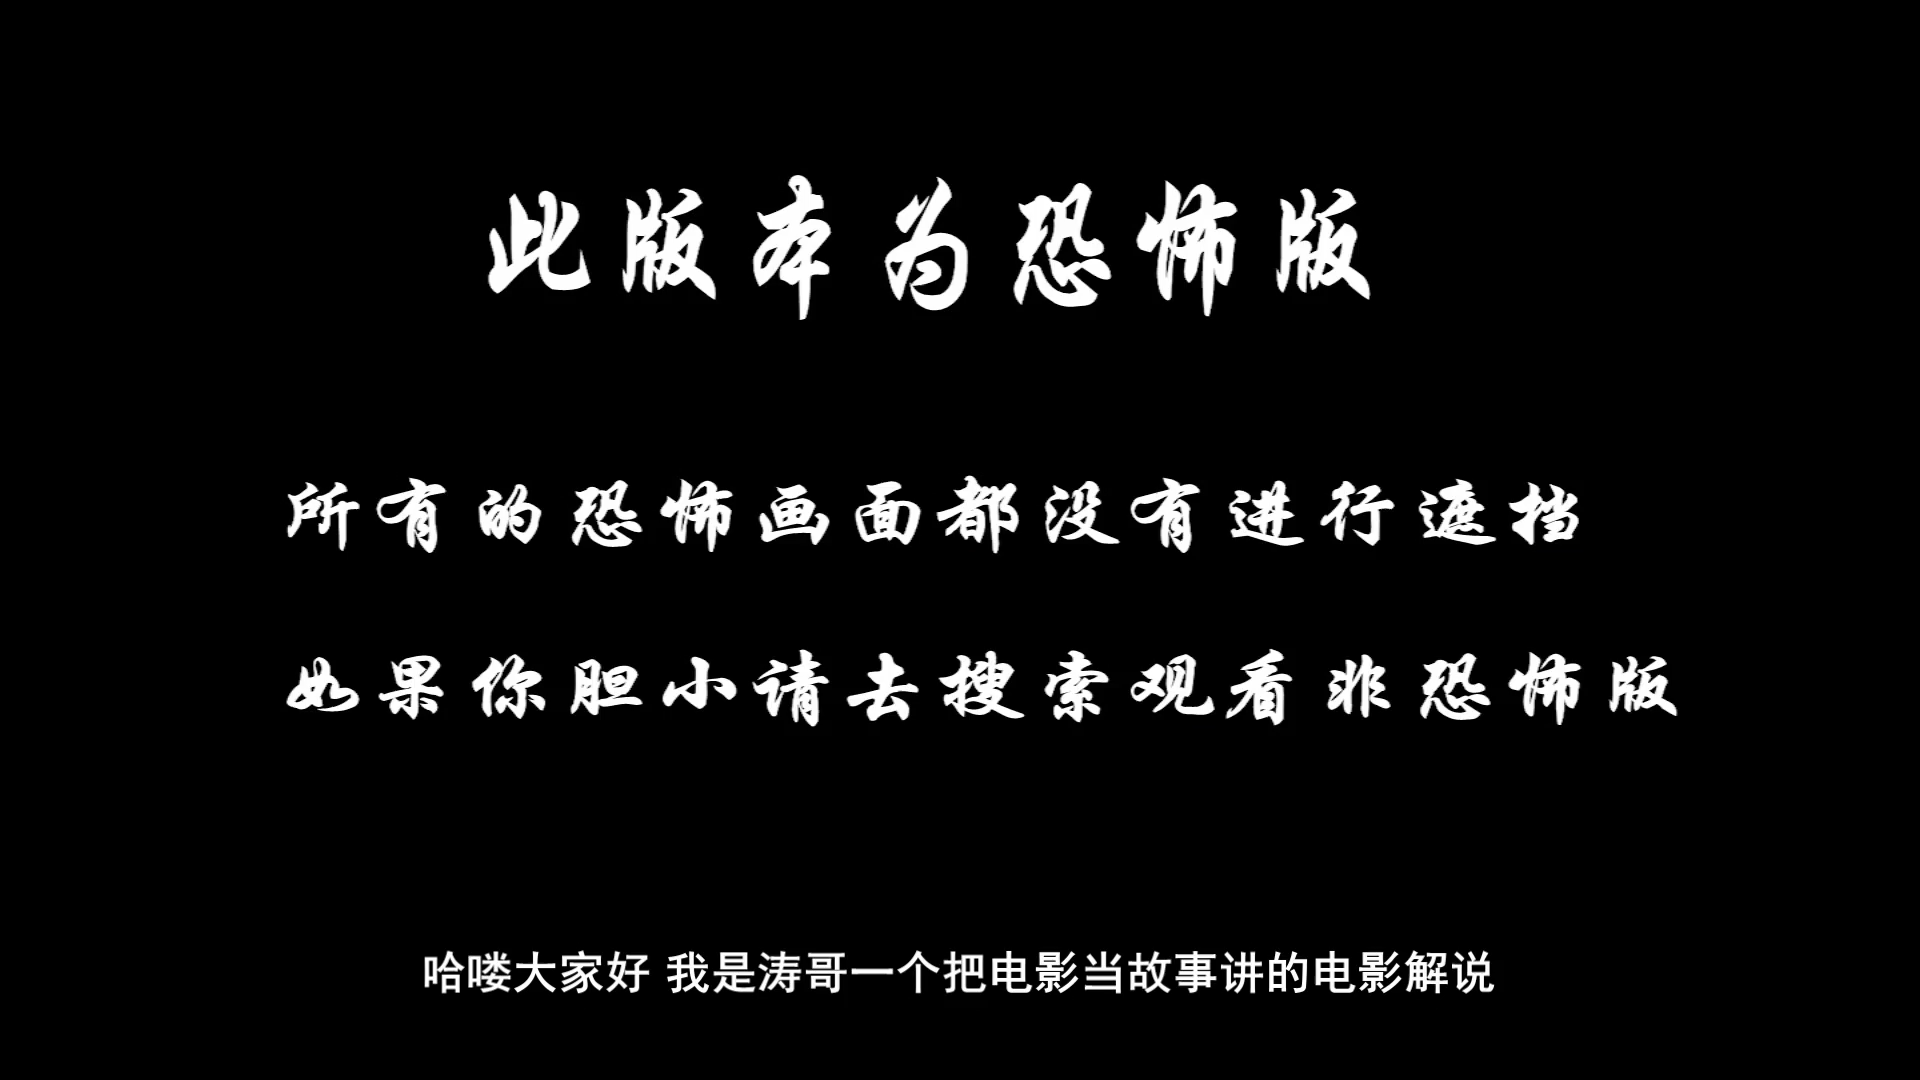 此版本为恐怖版
所有的恐怖画面都没有进行遮挡
如果你胆小请去搜索观看非恐怖版
哈喽大家好 我是涛哥一个把电影当故事讲的电影解说